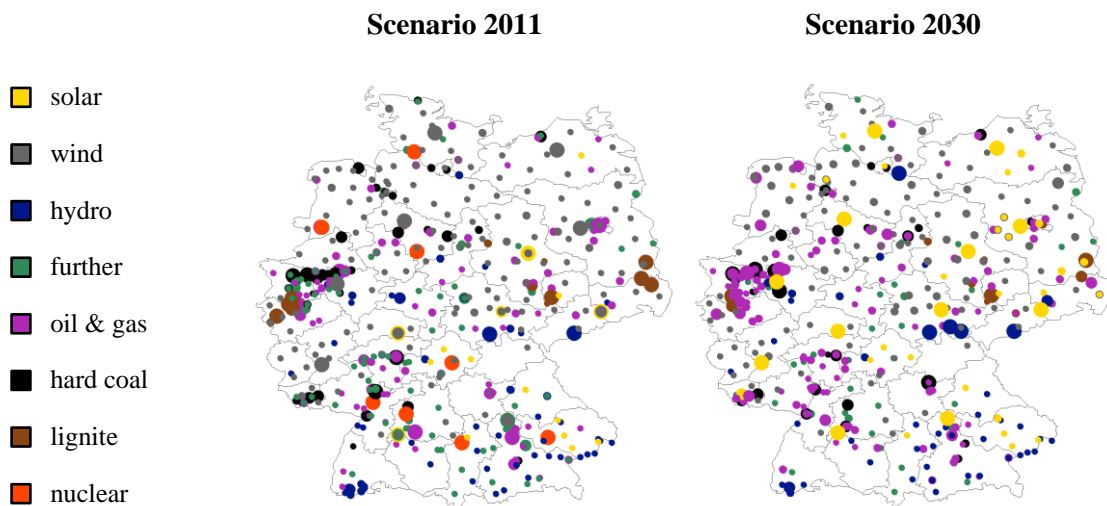 Scenario 2011
Scenario 2030
solar
wind
hydro
further
oil & gas
hard coal
lignite
nuclear